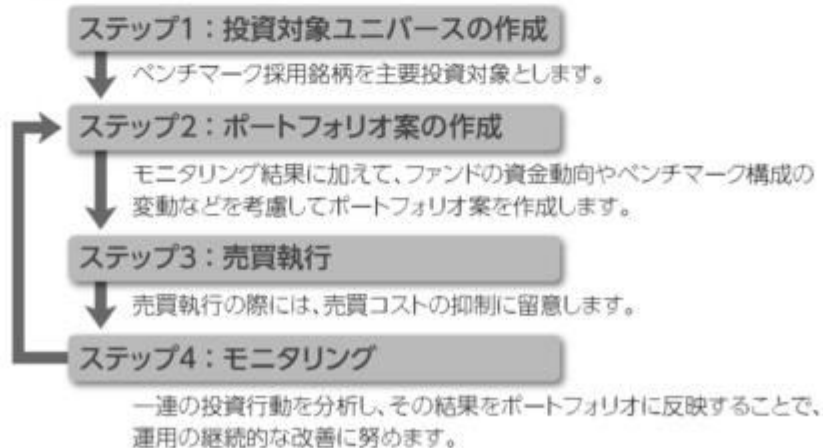 ステップ1：投資対象ユニバースの作成
ベンチマーク採用銘柄を主要投資対象とします。
ステップ2：ポートフォリオ案の作成
モニタリング結果に加えて、ファンドの資金動向やベンチマーク構成の
変動などを考慮してポートフォリオ案を作成します。
ステップ3：売買執行
売買執行の際には、売買コストの抑制に留意します。
ステップ4：モニタリング
一連の投資行動を分析し、その結果をポートフォリオに反映することで、
運用の継続的な改善に努めます。